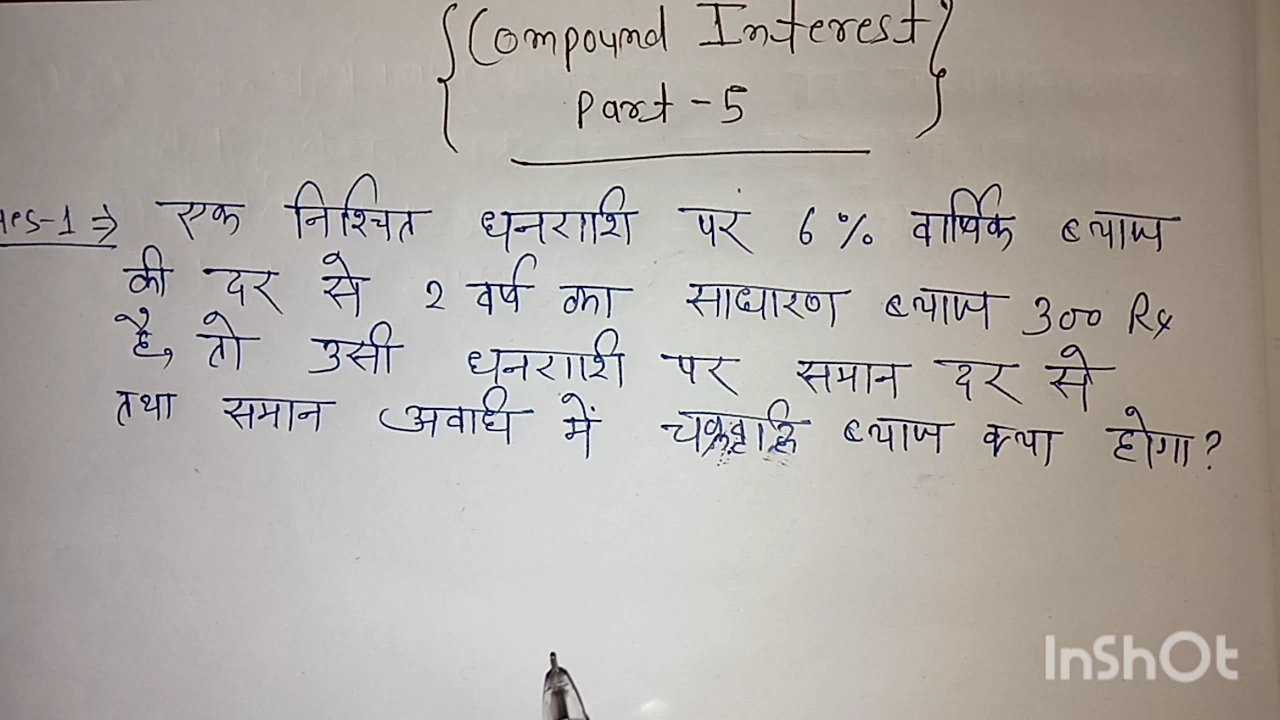 {Compound Interest}
Part - 5
ues-1 ⇒ एक निश्चित धनराशि पर 6% वार्षिक ब्याज
की दर से 2 वर्ष का साधारण ब्याज 300 Rs
है, तो उसी धनराशि पर समान दर से
तथा समान अवधि में चक्रवृद्धि ब्याज क्या होगा?
InShOt